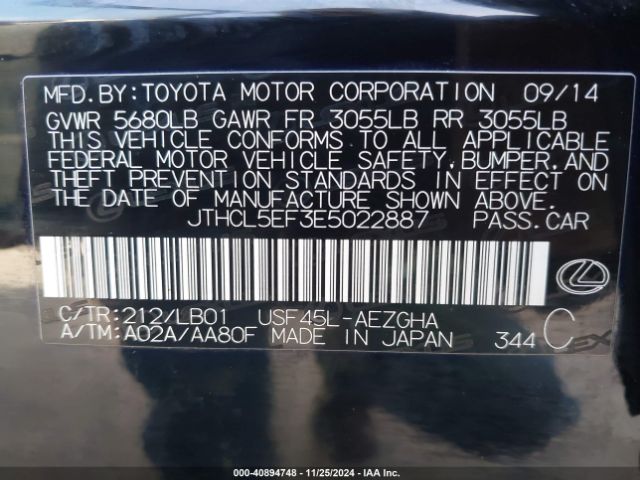 MFD.BY:TOYOTA MOTOR CORPORATION 09/14
GVWR 5680LB GAWR FR 3055LB RR 3055LB
THIS VEHICLE CONFORMS TO ALL APPLICABLE
FEDERAL MOTOR VEHICLE SAFETY,BUMPER,AND
THEFT PREVENTION STANDARDS IN EFFECT ON
THE DATE OF MANUFACTURE SHOWN ABOVE.
JTHCL5EF3E5022887 PASS.CAR
C/TR:212/LB01 USF45L-AEZGHA
A/TM:A02A/AA80F MADE IN JAPAN 344 C
000-40894748 - 11/25/2024 - IAA Inc.